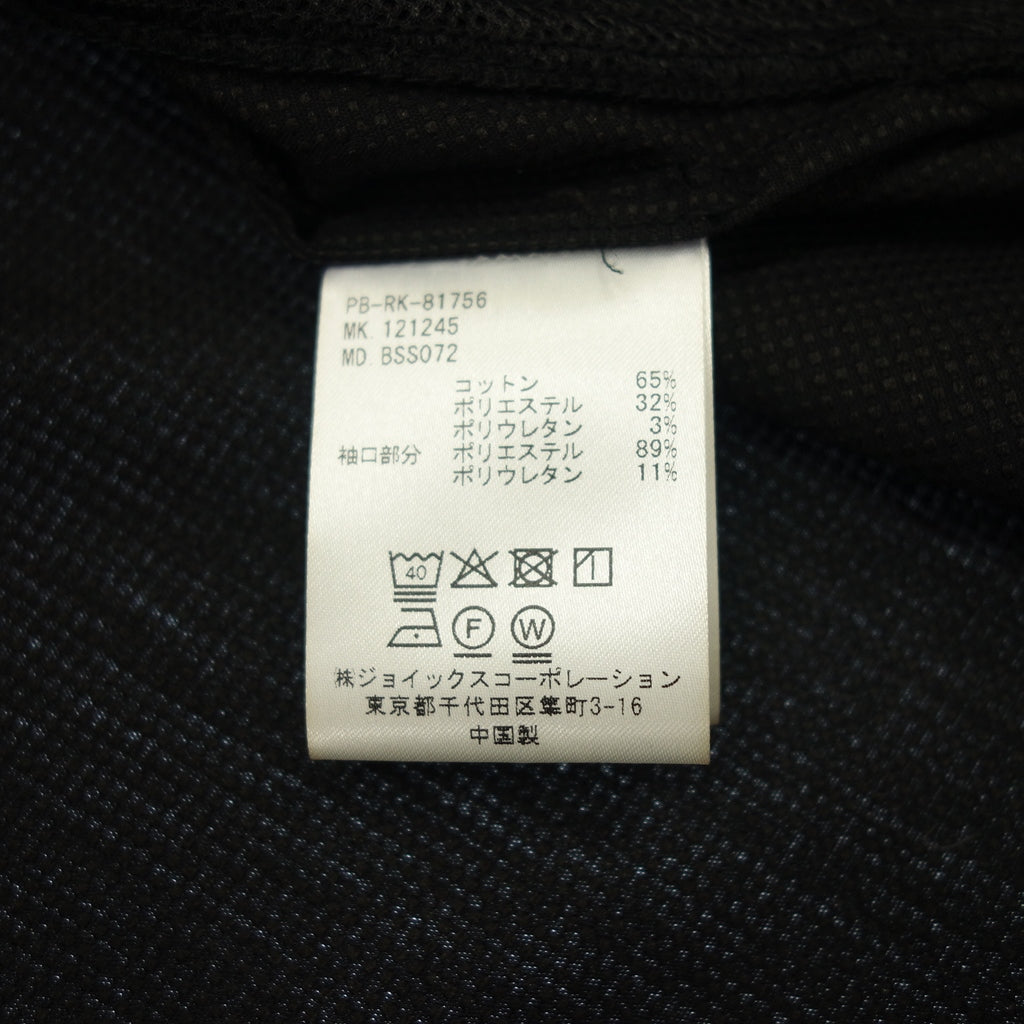 PB-RK-81756
MK. 121245
MD. BSS072
コットン 65%
ポリエステル 32%
ポリウレタン 3%
袖口部分 ポリエステル 89%
ポリウレタン 11%
40
F W
㈱ジョイックスコーポレーション
東京都千代田区麹町3-16
中国製